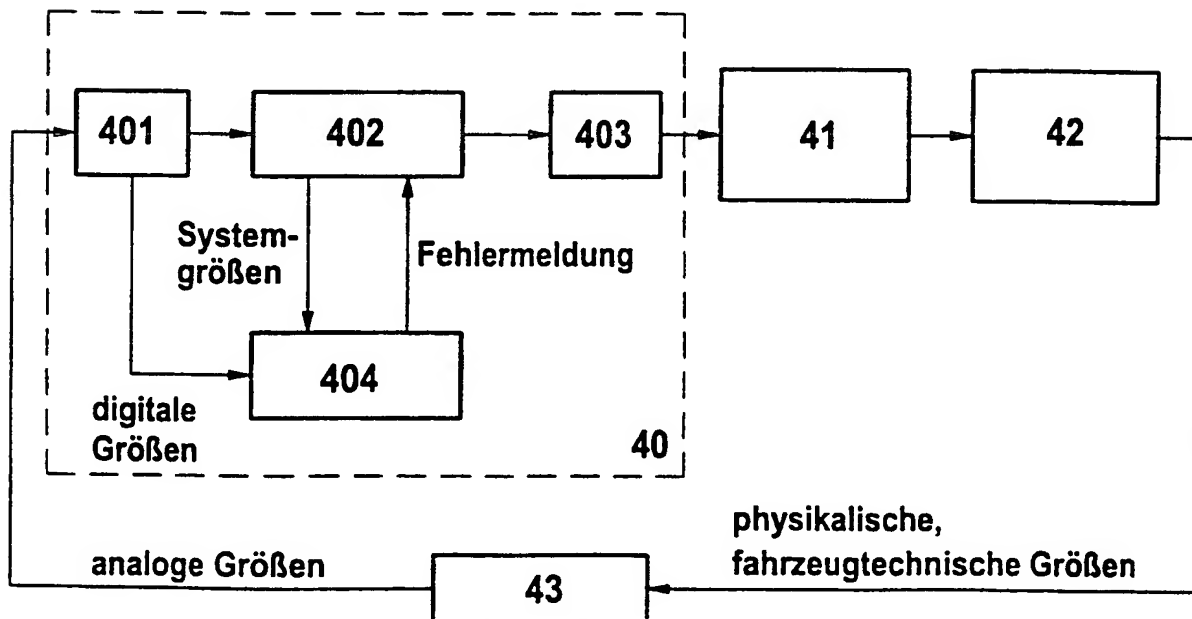 401
402
403
41
42
System-
größen
Fehlermeldung
404
digitale
Größen
40
physikalische,
fahrzeugtechnische Größen
analoge Größen
43